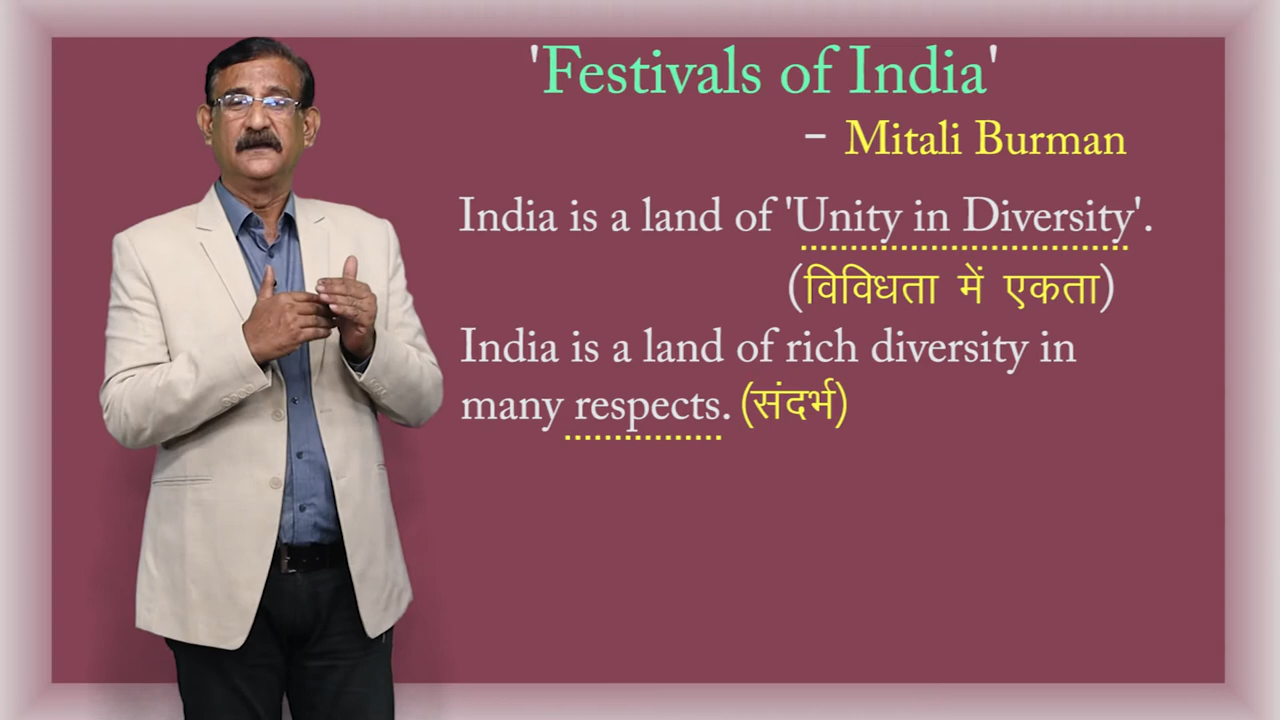 'Festivals of India'
- Mitali Burman
India is a land of 'Unity in Diversity'.
(विविधता में एकता)
India is a land of rich diversity in
many respects. (संदर्भ)